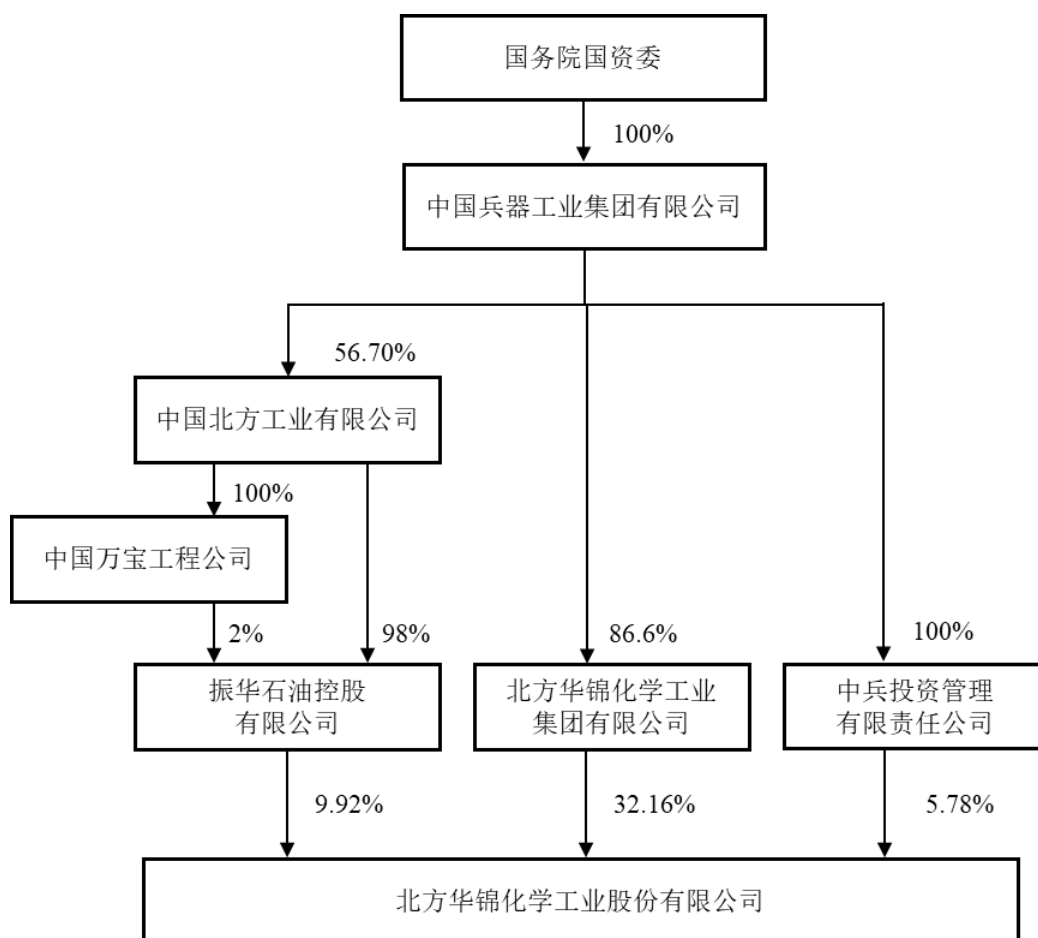 国务院国资委
100%
中国兵器工业集团有限公司
56.70%
中国北方工业有限公司
100%
中国万宝工程公司
2%
98%
86.6%
100%
振华石油控股
有限公司
北方华锦化学工业
集团有限公司
中兵投资管理
有限责任公司
9.92%
32.16%
5.78%
北方华锦化学工业股份有限公司